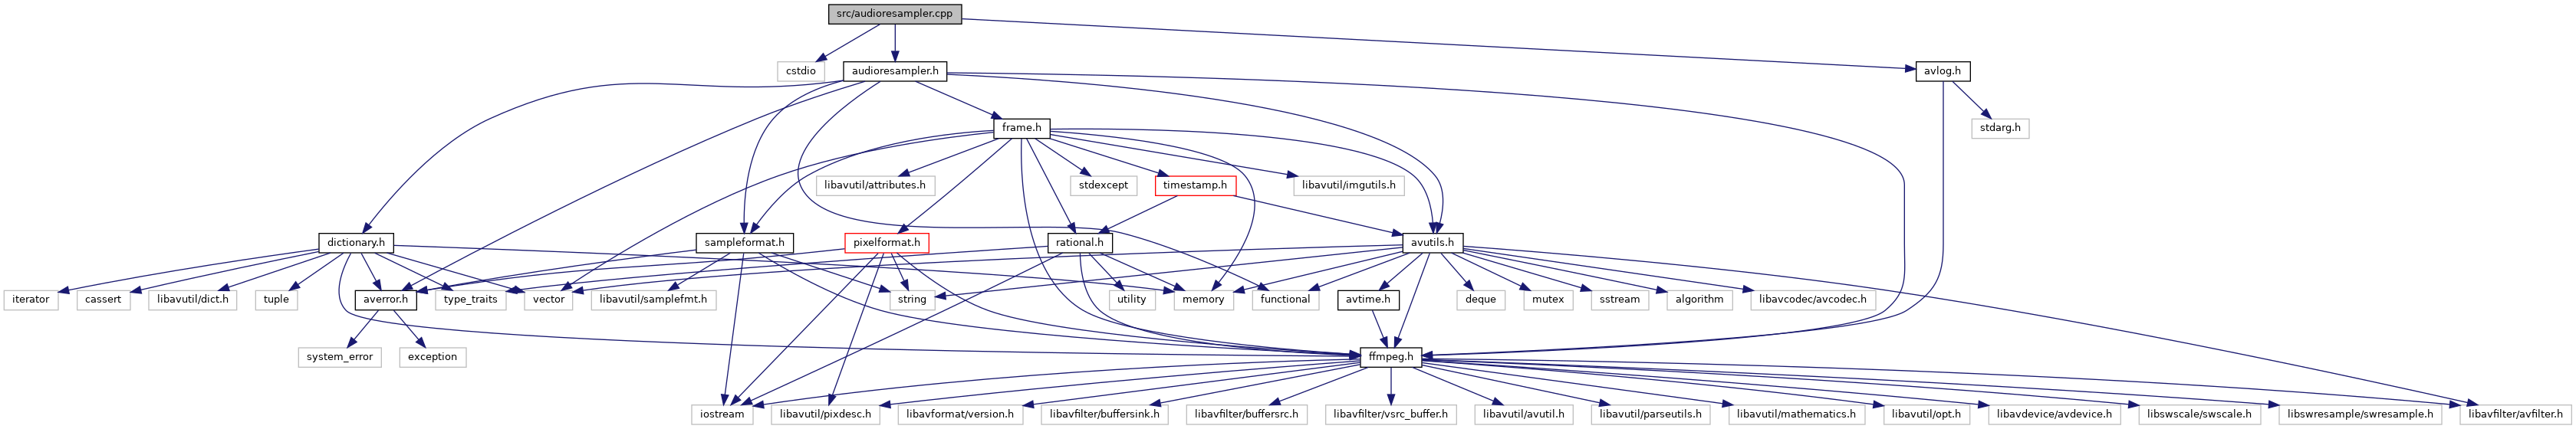 src/audioresampler.cpp
cstdio
audioresampler.h
avlog.h
frame.h
stdarg.h
libavutil/attributes.h
stdexcept
timestamp.h
libavutil/imgutils.h
dictionary.h
sampleformat.h
pixelformat.h
rational.h
avutils.h
iterator
cassert
libavutil/dict.h
tuple
averror.h
type_traits
vector
libavutil/samplefmt.h
string
utility
memory
functional
avtime.h
deque
mutex
sstream
algorithm
libavcodec/avcodec.h
system_error
exception
ffmpeg.h
iostream
libavutil/pixdesc.h
libavformat/version.h
libavfilter/buffersink.h
libavfilter/buffersrc.h
libavfilter/vsrc_buffer.h
libavutil/avutil.h
libavutil/parseutils.h
libavutil/mathematics.h
libavutil/opt.h
libavdevice/avdevice.h
libswscale/swscale.h
libswresample/swresample.h
libavfilter/avfilter.h